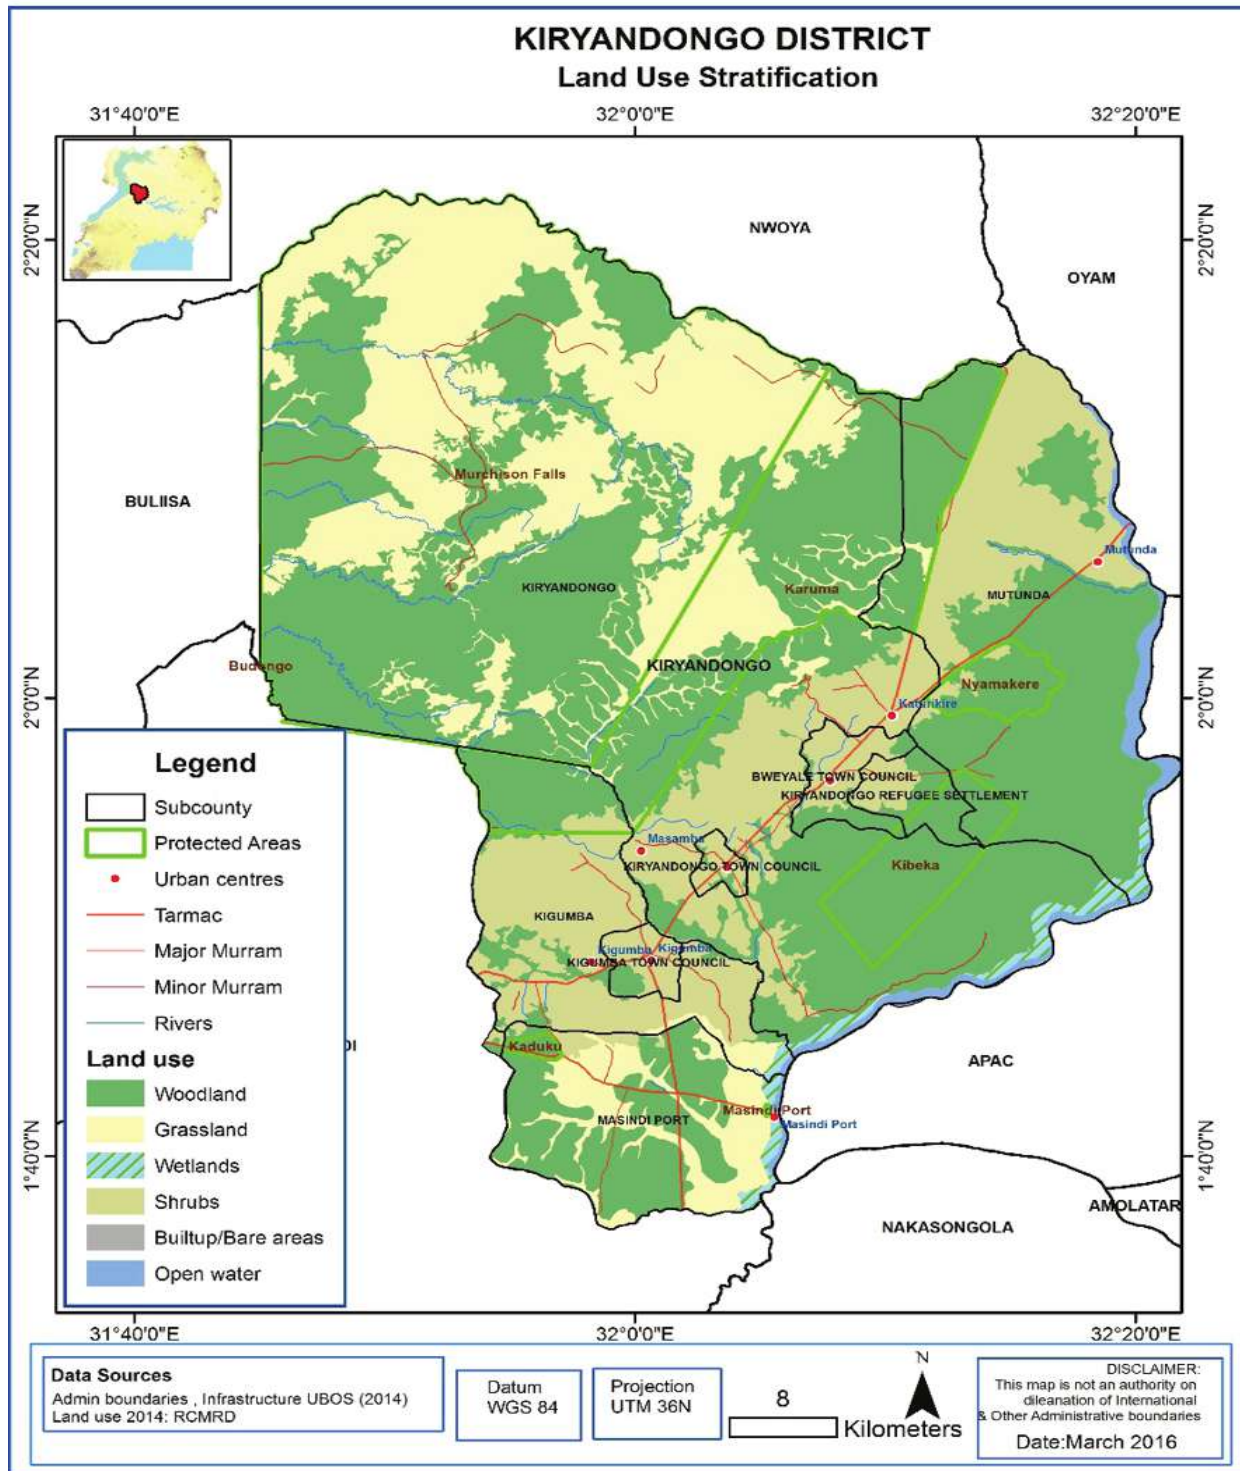 KIRYANDONGO DISTRICT
Land Use Stratification
31°40'0"E
32°0'0"E
32°20'0"E
2°20'0"N
2°20'0"N
NWOYA
OYAM
BULIISA
Murchison Falls
Mutunda
KIRYANDONGO
Karuma
MUTUNDA
Budongo
KIRYANDONGO
Nyamakere
2°0'0"N
2°0'0"N
BWEYALE TOWN COUNCIL
KIRYANDONGO REFUGEE SETTLEMENT
Masamba
KIRYANDONGO TOWN COUNCIL
Kibeka
KIGUMBA
Kigumba
Kigumba
KIGUMBA TOWN COUNCIL
Kaduku
DI
APAC
Masindi Port
MASINDI PORT
Masindi Port
1°40'0"N
1°40'0"N
AMOLATAR
NAKASONGOLA
Legend
Subcounty
Protected Areas
Urban centres
Tarmac
Major Murram
Minor Murram
Rivers
Land use
Woodland
Grassland
Wetlands
Shrubs
Builtup/Bare areas
Open water
31°40'0"E
32°0'0"E
32°20'0"E
Data Sources
Admin boundaries , Infrastructure UBOS (2014)
Land use 2014: RCMRD
Datum
WGS 84
Projection
UTM 36N
8
Kilometers
N
DISCLAIMER:
This map is not an authority on
dileanation of International
& Other Administrative boundaries
Date:March 2016